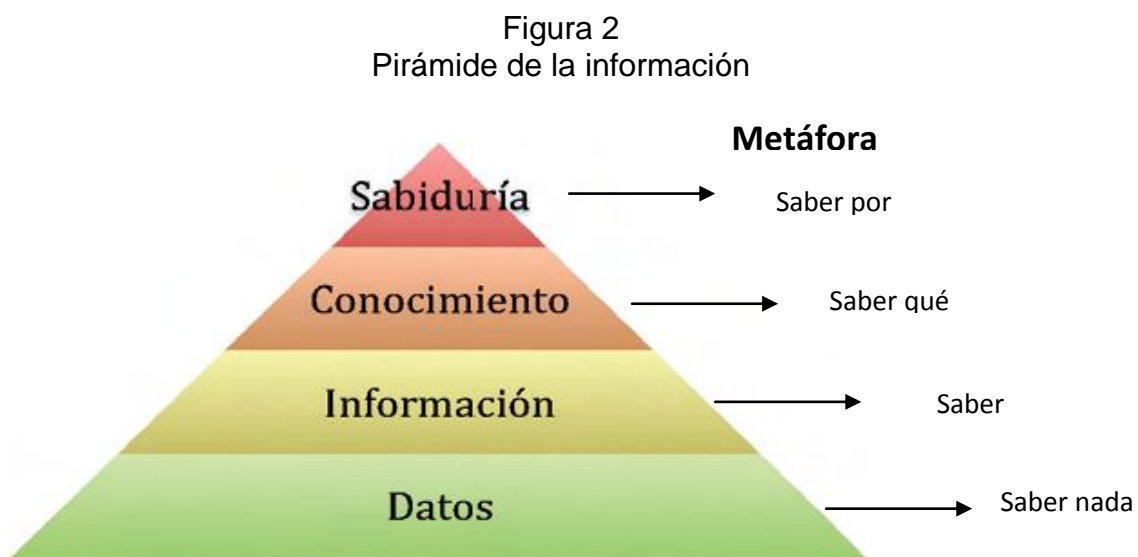 Figura 2
Pirámide de la información
Metáfora
Sabiduría
Saber por
Conocimiento
Saber qué
Información
Saber
Datos
Saber nada